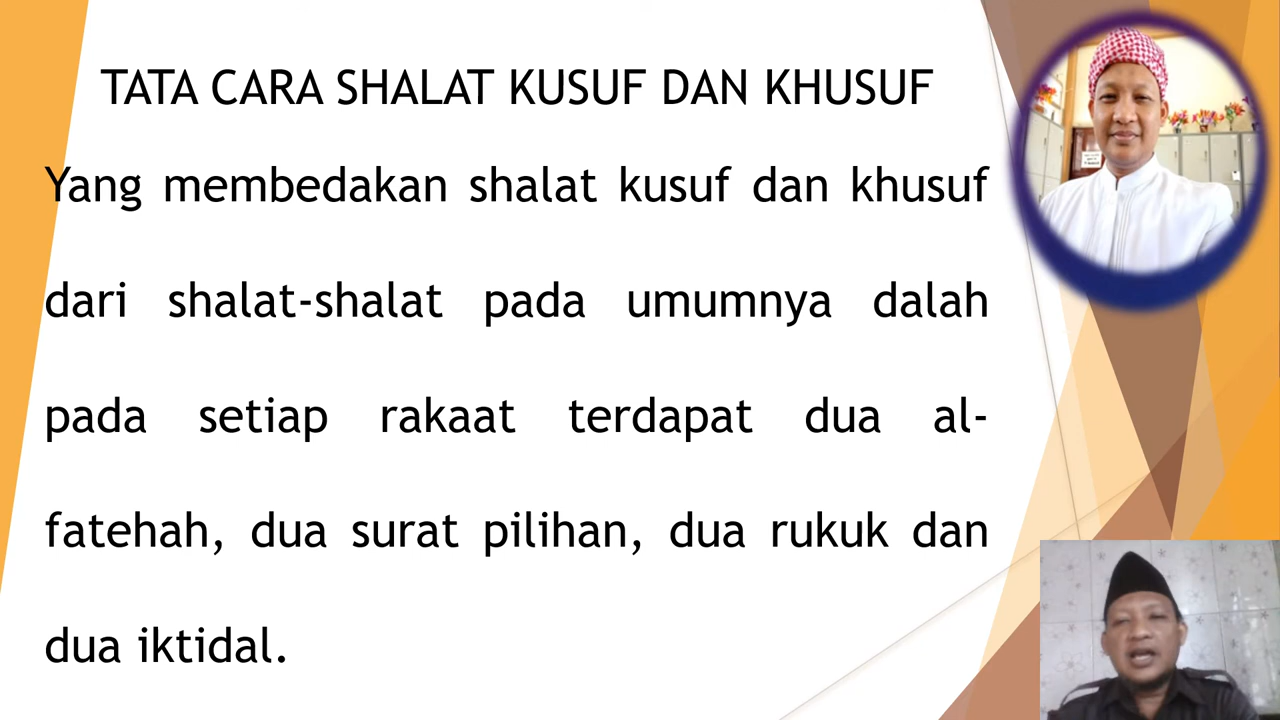 TATA CARA SHALAT KUSUF DAN KHUSUF
Yang membedakan shalat kusuf dan khusuf
dari shalat-shalat pada umumnya dalah
pada setiap rakaat terdapat dua al-
fatehah, dua surat pilihan, dua rukuk dan
dua iktidal.